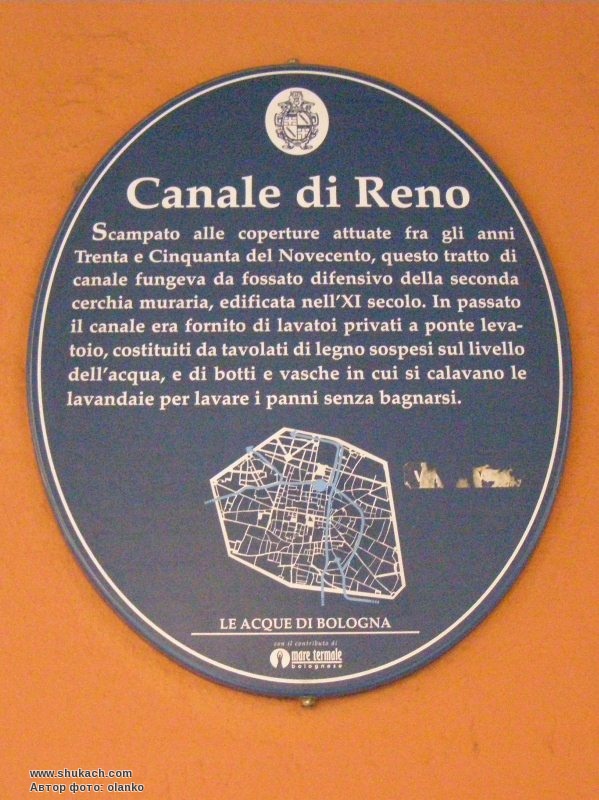 Canale di Reno
Scampato alle coperture attuate fra gli anni
Trenta e Cinquanta del Novecento, questo tratto di
canale fungeva da fossato difensivo della seconda
cerchia muraria, edificata nell'XI secolo. In passato
il canale era fornito di lavatoi privati a ponte leva-
toio, costituiti da tavolati di legno sospesi sul livello
dell'acqua, e di botti e vasche in cui si calavano le
lavandaie per lavare i panni senza bagnarsi.
LE ACQUE DI BOLOGNA
con il contributo di
mare termale
bolognese
www.shukach.com
Автор фото: olanko